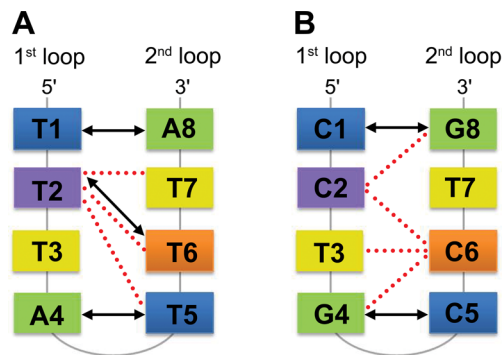 A
1st loop 2nd loop
5' 3'
T1 A8
T2 T7
T3 T6
A4 T5
B
1st loop 2nd loop
5' 3'
C1 G8
C2 T7
T3 C6
G4 C5